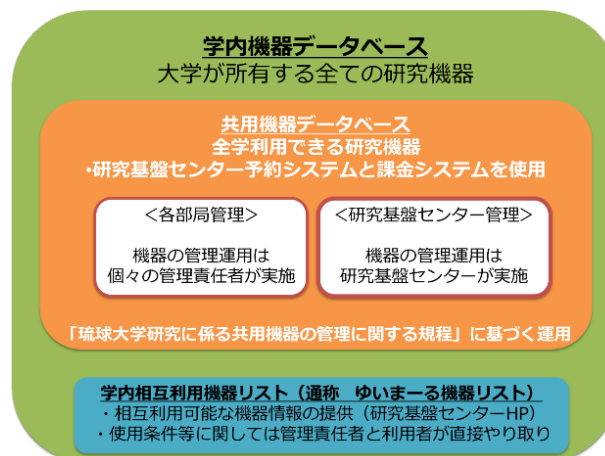 学内機器データベース
大学が所有する全ての研究機器
共用機器データベース
全学利用できる研究機器
・研究基盤センター予約システムと課金システムを使用
＜各部局管理＞
機器の管理運用は
個々の管理責任者が実施
＜研究基盤センター管理＞
機器の管理運用は
研究基盤センターが実施
「琉球大学研究に係る共用機器の管理に関する規程」に基づく運用
学内相互利用機器リスト（通称　ゆいまーる機器リスト）
・相互利用可能な機器情報の提供（研究基盤センターHP）
・使用条件等に関しては管理責任者と利用者が直接やり取り